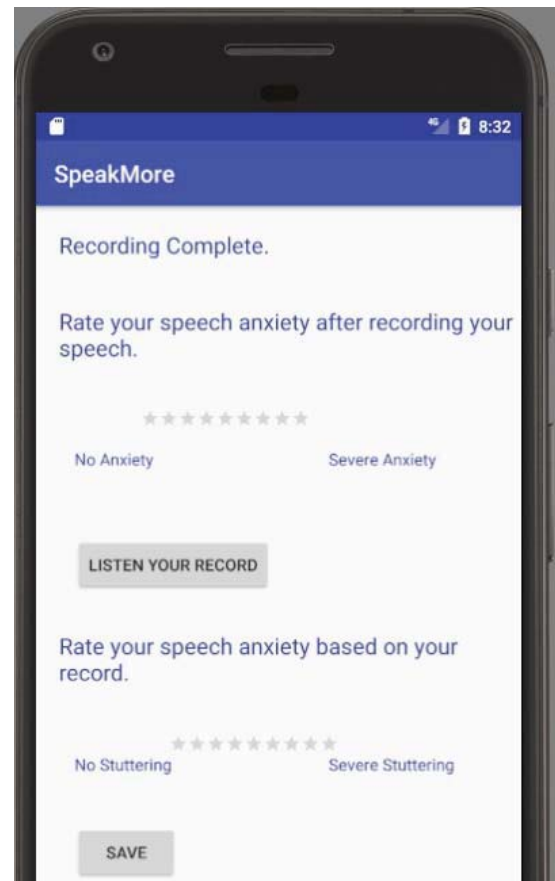 4G 8:32
SpeakMore
Recording Complete.
Rate your speech anxiety after recording your
speech.
No Anxiety Severe Anxiety
LISTEN YOUR RECORD
Rate your speech anxiety based on your
record.
No Stuttering Severe Stuttering
SAVE